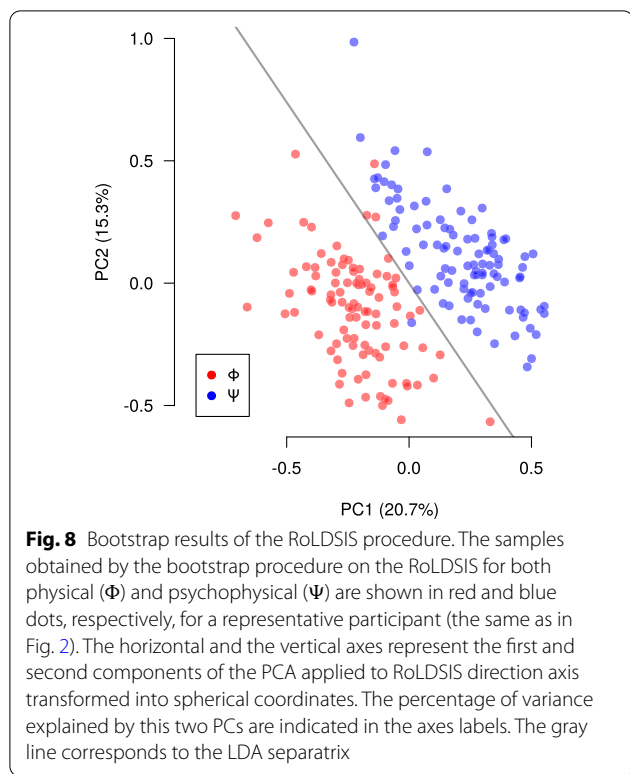 1.0
0.5
0.0
-0.5
PC2 (15.3%)
Φ
Ψ
-0.5
0.0
0.5
PC1 (20.7%)
Fig. 8 Bootstrap results of the RoLDSIS procedure. The samples
obtained by the bootstrap procedure on the RoLDSIS for both
physical (Φ) and psychophysical (Ψ) are shown in red and blue
dots, respectively, for a representative participant (the same as in
Fig. 2). The horizontal and the vertical axes represent the first and
second components of the PCA applied to RoLDSIS direction axis
transformed into spherical coordinates. The percentage of variance
explained by this two PCs are indicated in the axes labels. The gray
line corresponds to the LDA separatrix